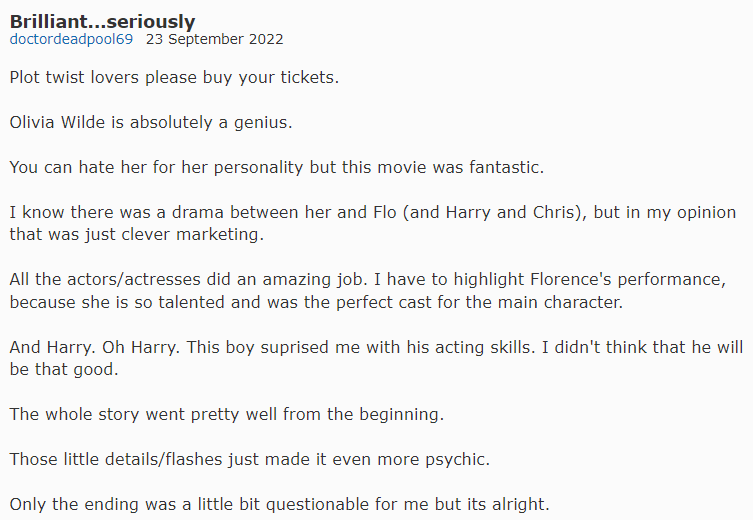 Brilliant...seriously
doctordeadpool69 23 September 2022
Plot twist lovers please buy your tickets.
Olivia Wilde is absolutely a genius.
You can hate her for her personality but this movie was fantastic.
I know there was a drama between her and Flo (and Harry and Chris), but in my opinion
that was just clever marketing.
All the actors/actresses did an amazing job. I have to highlight Florence's performance,
because she is so talented and was the perfect cast for the main character.
And Harry. Oh Harry. This boy suprised me with his acting skills. I didn't think that he will
be that good.
The whole story went pretty well from the beginning.
Those little details/flashes just made it even more psychic.
Only the ending was a little bit questionable for me but its alright.